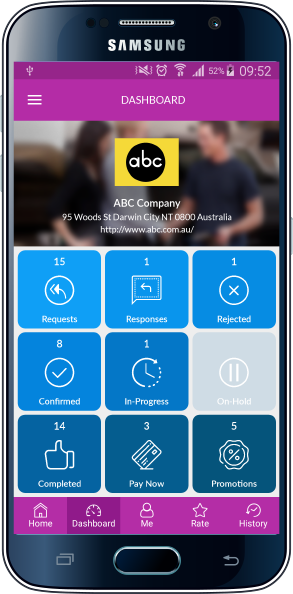 SAMSUNG
52% 09:52
DASHBOARD
abc
ABC Company
95 Woods St Darwin City NT 0800 Australia
http://www.abc.com.au/
15 1 1
Requests Responses Rejected
8 1
Confirmed In-Progress On-Hold
14 3 5
Completed Pay Now Promotions
Home Dashboard Me Rate History